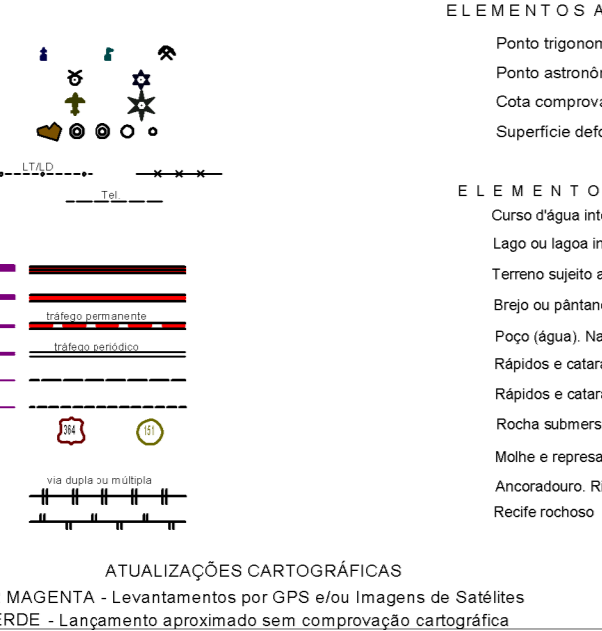 ELEMENTOS A
Ponto trigonon
Ponto astronôr
Cota comprova
Superfície defo
LT/LD
Tel.
ELEMENTO
Curso d'água inte
Lago ou lagoa in
Terreno sujeito a
Brejo ou pântano
Poço (água). Na
Rápidos e catara
Rápidos e catara
Rocha submers
Molhe e represa
Ancoradouro. Ri
Recife rochoso
tráfego permanente
tráfego periódico
364
151
via dupla ou múltipla
ATUALIZAÇÕES CARTOGRÁFICAS
MAGENTA - Levantamentos por GPS e/ou Imagens de Satélites
ERDE - Lançamento aproximado sem comprovação cartográfica